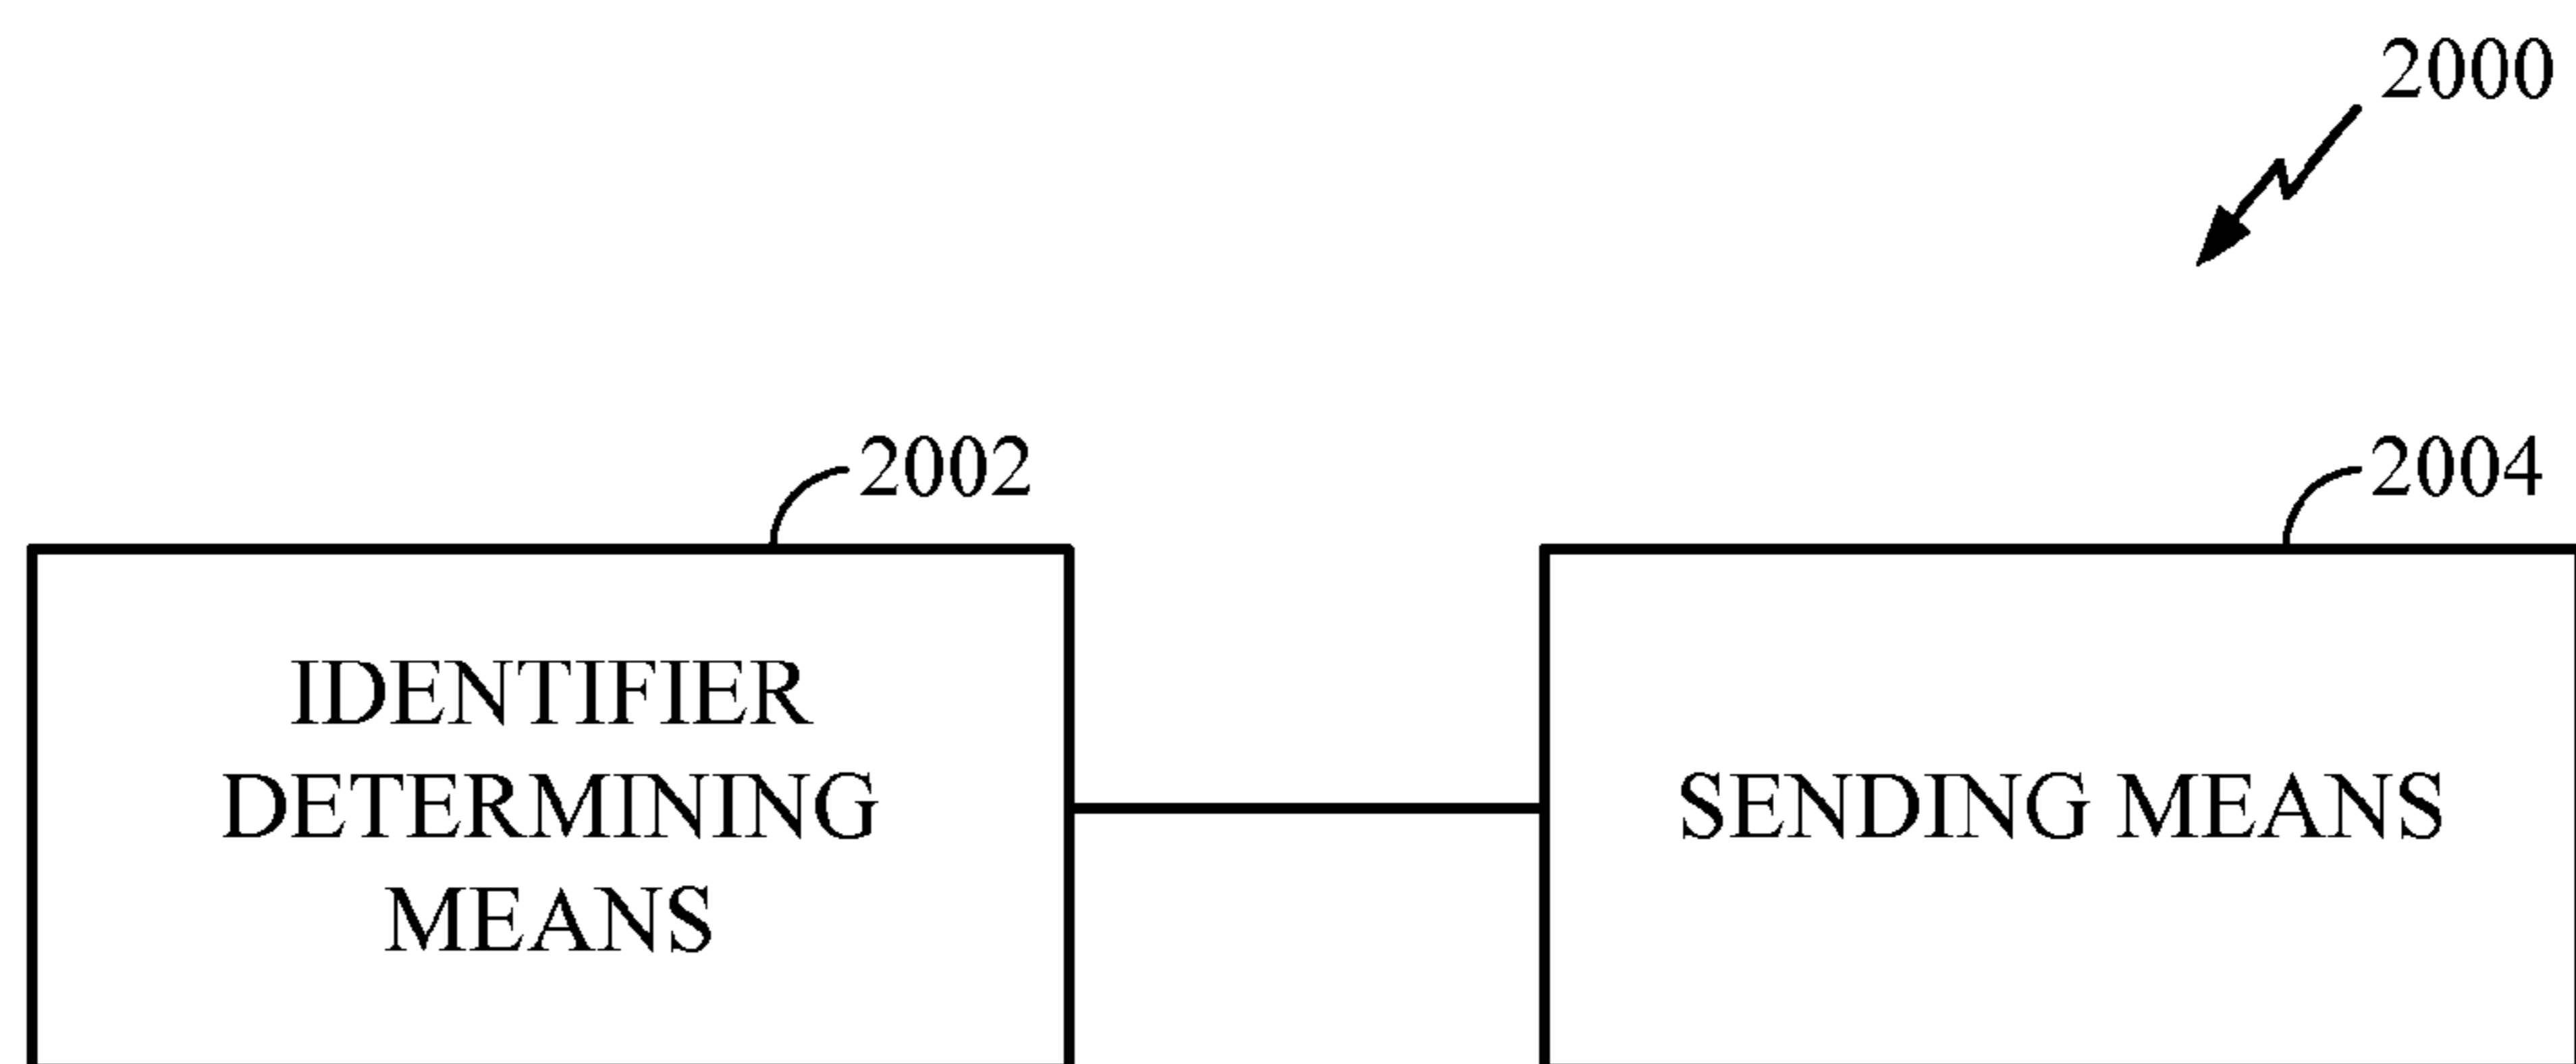 2000
2002
2004
IDENTIFIER
DETERMINING
MEANS
SENDING MEANS